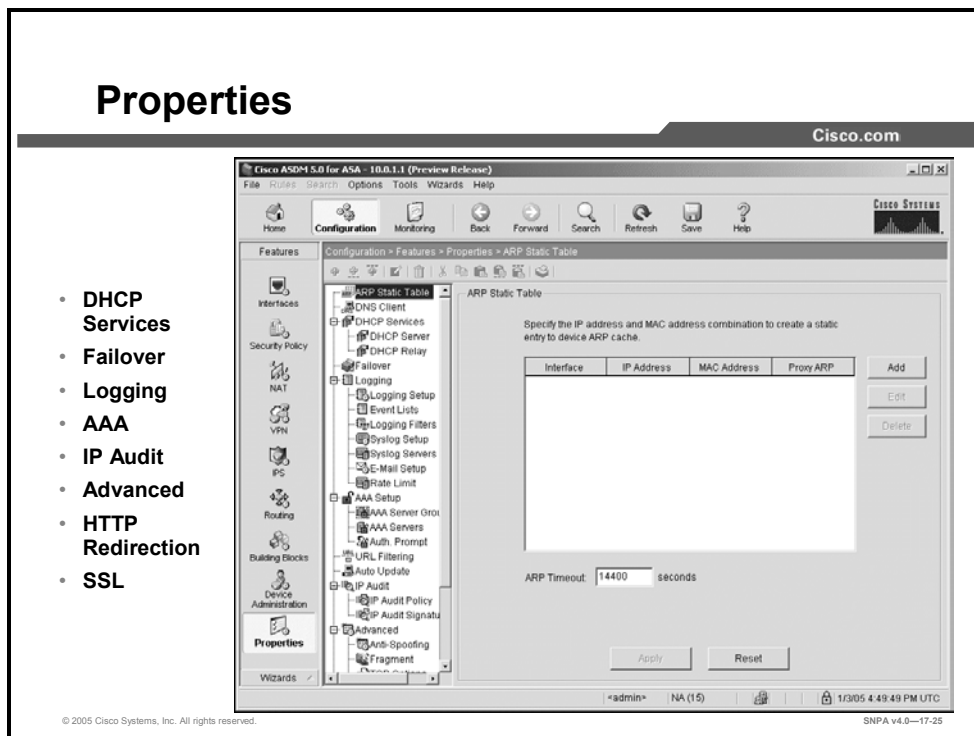 Properties
Cisco.com
• DHCP
Services
• Failover
• Logging
• AAA
• IP Audit
• Advanced
• HTTP
Redirection
• SSL
Cisco ASDM 5.0 for ASA - 10.0.1.1 (Preview Release)
File Rules Search Options Tools Wizards Help
Home Configuration Monitoring Back Forward Search Refresh Save Help
CISCO SYSTEMS
Features
Configuration > Features > Properties > ARP Static Table
Interfaces
Security Policy
NAT
VPN
IPS
Routing
Building Blocks
Device
Administration
Properties
Wizards
ARP Static Table
DNS Client
DHCP Services
DHCP Server
DHCP Relay
Failover
Logging
Logging Setup
Event Lists
Logging Filters
Syslog Setup
Syslog Servers
E-Mail Setup
Rate Limit
AAA Setup
AAA Server Grou
AAA Servers
Auth. Prompt
URL Filtering
Auto Update
IP Audit
IP Audit Policy
IP Audit Signatu
Advanced
Anti-Spoofing
Fragment
ARP Static Table
Specify the IP address and MAC address combination to create a static
entry to device ARP cache.
Interface IP Address MAC Address Proxy ARP
Add
Edit
Delete
ARP Timeout: 14400 seconds
Apply Reset
<admin> NA (15) 1/3/05 4:49:49 PM UTC
© 2005 Cisco Systems, Inc. All rights reserved.
SNPA v4.0—17-25